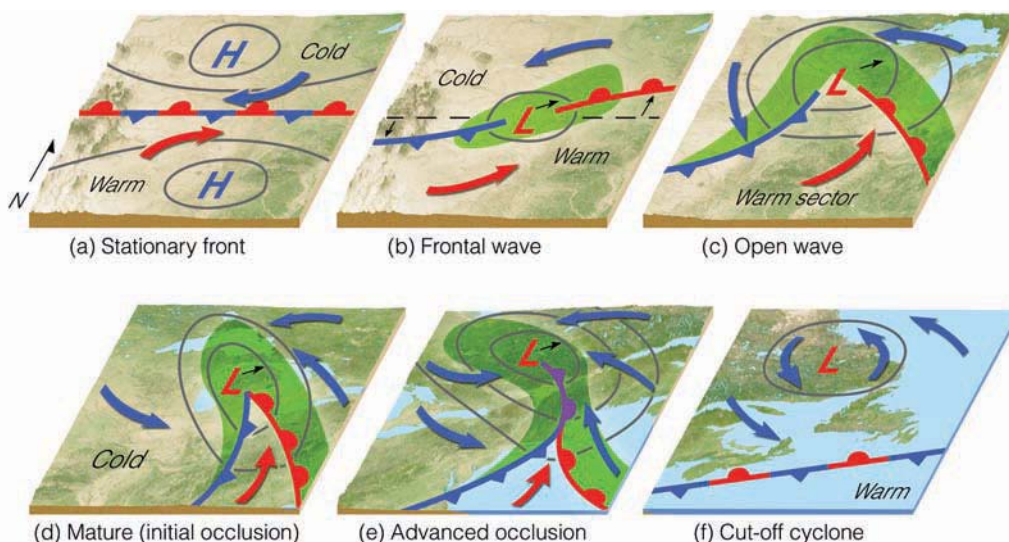 H
Cold
Warm
H
N
(a) Stationary front
Cold
L
Warm
(b) Frontal wave
L
Warm sector
(c) Open wave
L
Cold
(d) Mature (initial occlusion)
L
(e) Advanced occlusion
L
Warm
(f) Cut-off cyclone